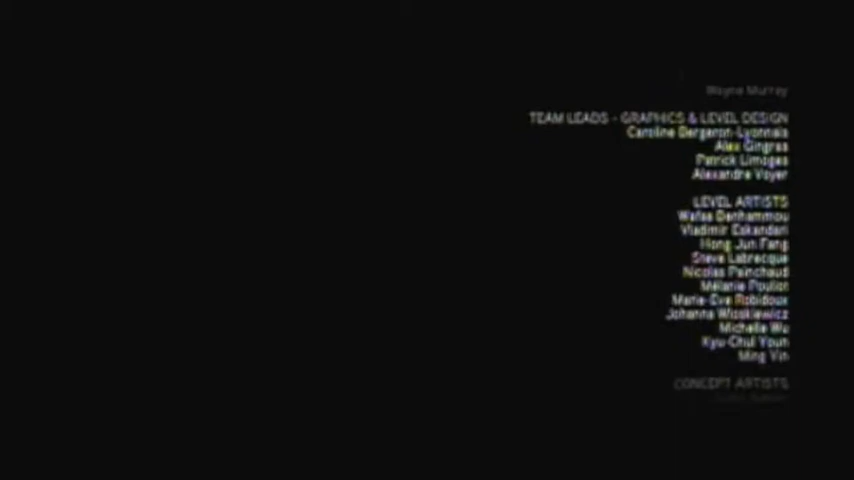 Wayne Murray
TEAM LEADS - GRAPHICS & LEVEL DESIGN
Caroline Bergeron-Lyonnais
Alex Gingras
Patrick Limoges
Alexandre Voyer
LEVEL ARTISTS
Wafaa Benhammou
Vladimir Eskandari
Hong Jun Fang
Steve Labrecque
Nicolas Painchaud
Mélanie Pouliot
Marie-Eve Robidoux
Johanna
Michelle Wu
Kyu-Chul Youn
Ming Yin
CONCEPT ARTISTS